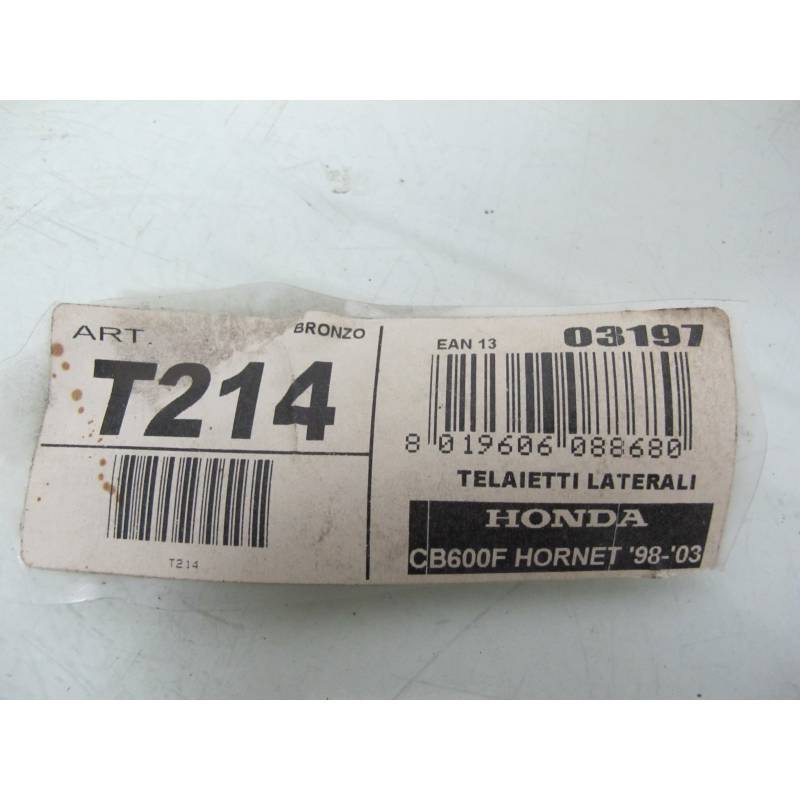 ART. BRONZO
T214
T214
EAN 13 03197
8 019606 088680
TELAIETTI LATERALI
HONDA
CB600F HORNET '98-'03